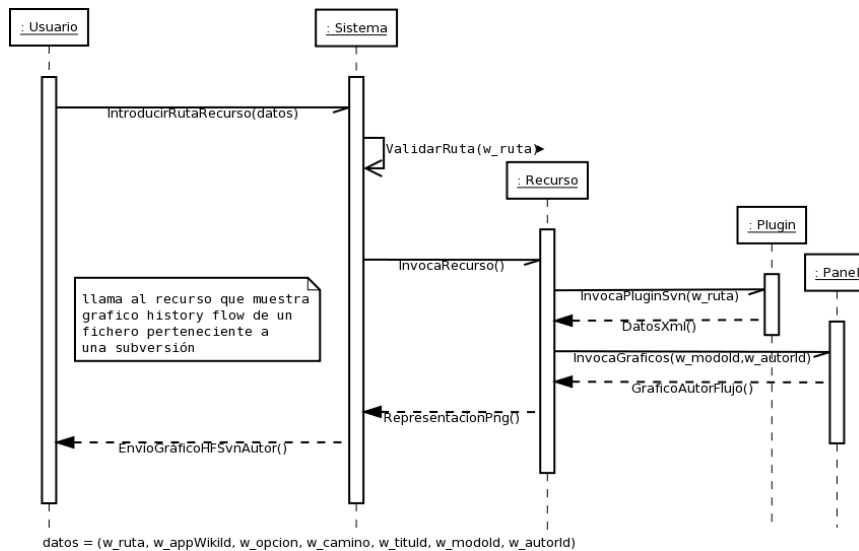 : Usuario
: Sistema
IntroducirRutaRecurso(datos)
ValidarRuta(w_ruta)
: Recurso
: Plugin
: Panel
InvocaRecurso()
InvocaPluginSvn(w_ruta)
llama al recurso que muestra
grafico history flow de un
fichero perteneciente a
una subversión
DatosXml()
InvocaGraficos(w_modoId,w_autorId)
GraficoAutorFlujo()
RepresentacionPng()
EnvioGraficoHFSvnAutor()
datos = (w_ruta, w_appWikiId, w_opcion, w_camino, w_tituId, w_modoId, w_autorId)